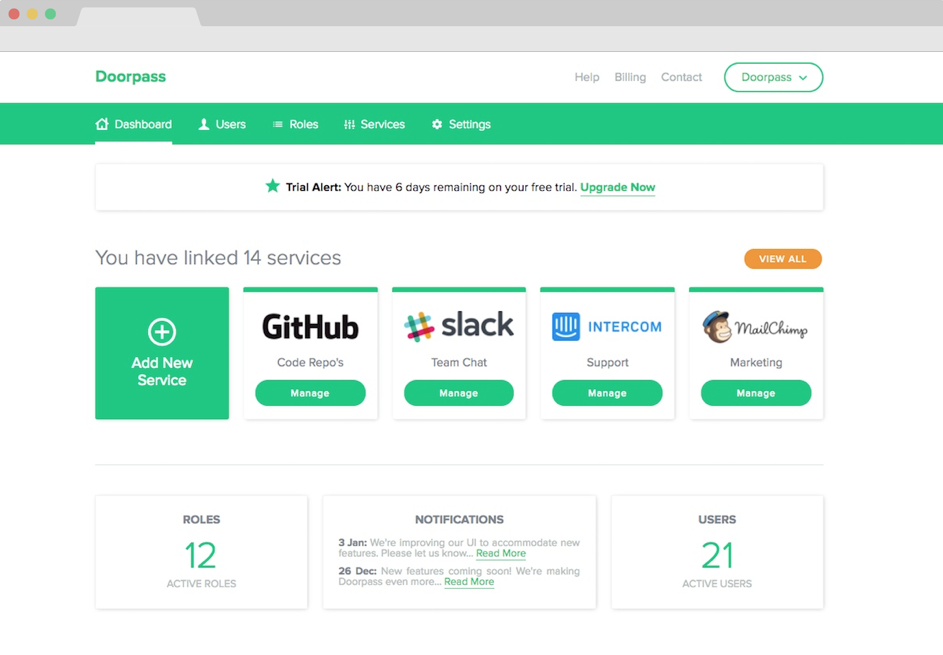 Doorpass
Help Billing Contact Doorpass
Dashboard Users Roles Services Settings
Trial Alert: You have 6 days remaining on your free trial. Upgrade Now
You have linked 14 services
VIEW ALL
Add New
Service
GitHub
Code Repo's
Manage
slack
Team Chat
Manage
INTERCOM
Support
Manage
MailChimp
Marketing
Manage
ROLES
12
ACTIVE ROLES
NOTIFICATIONS
3 Jan: We're improving our UI to accommodate new
features. Please let us know... Read More
26 Dec: New features coming soon! We're making
Doorpass even more... Read More
USERS
21
ACTIVE USERS